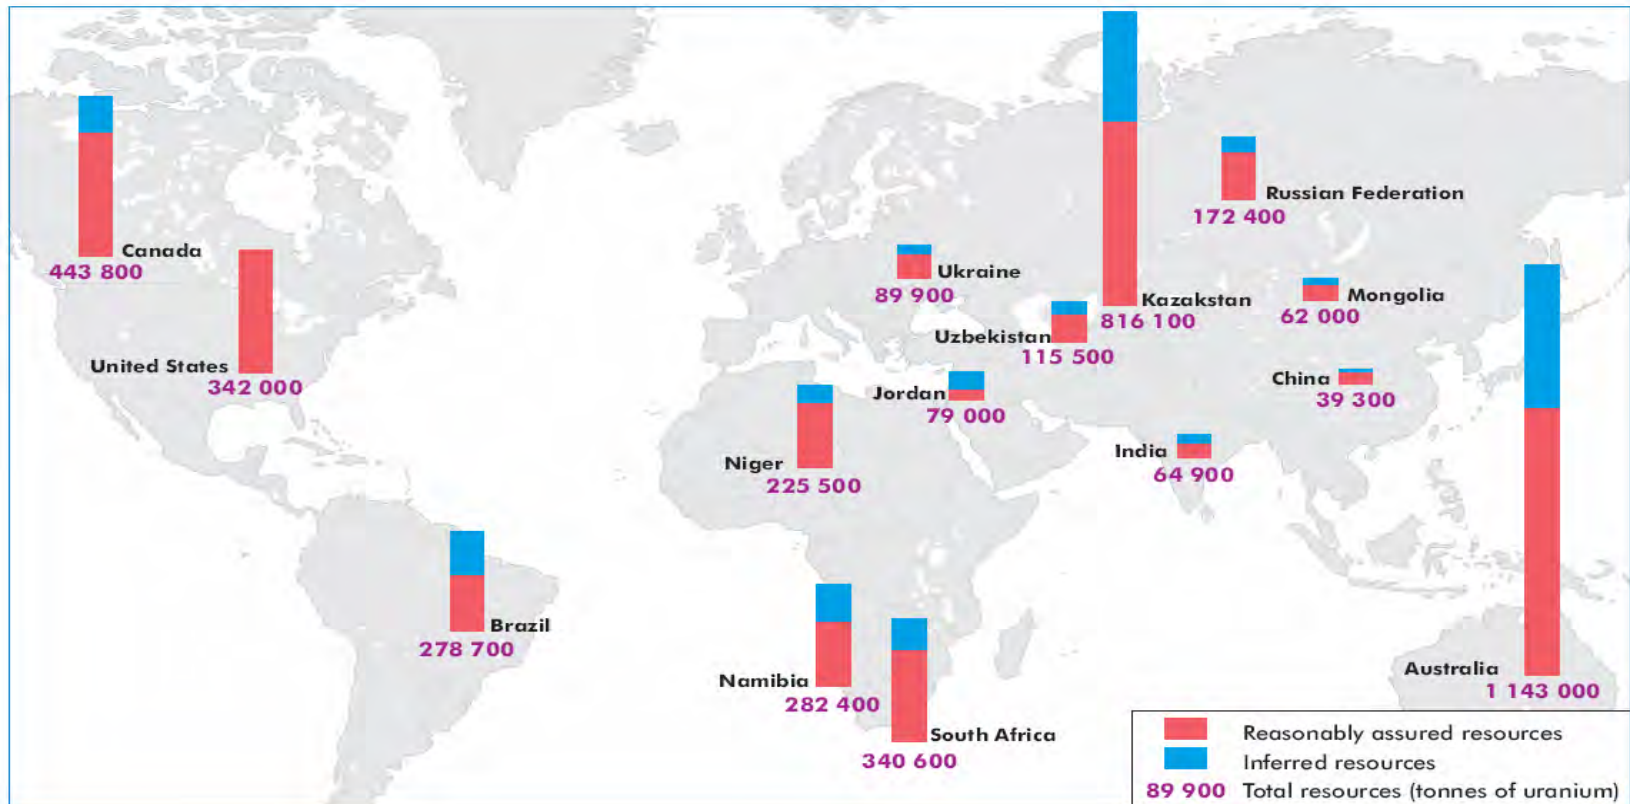 Canada
443 800
United States
342 000
Brazil
278 700
Niger
225 500
Namibia
282 400
South Africa
340 600
Ukraine
89 900
Uzbekistan
115 500
Jordan
79 000
Kazakstan
816 100
Russian Federation
172 400
Mongolia
62 000
China
39 300
India
64 900
Australia
1 143 000
Reasonably assured resources
Inferred resources
89 900 Total resources (tonnes of uranium)